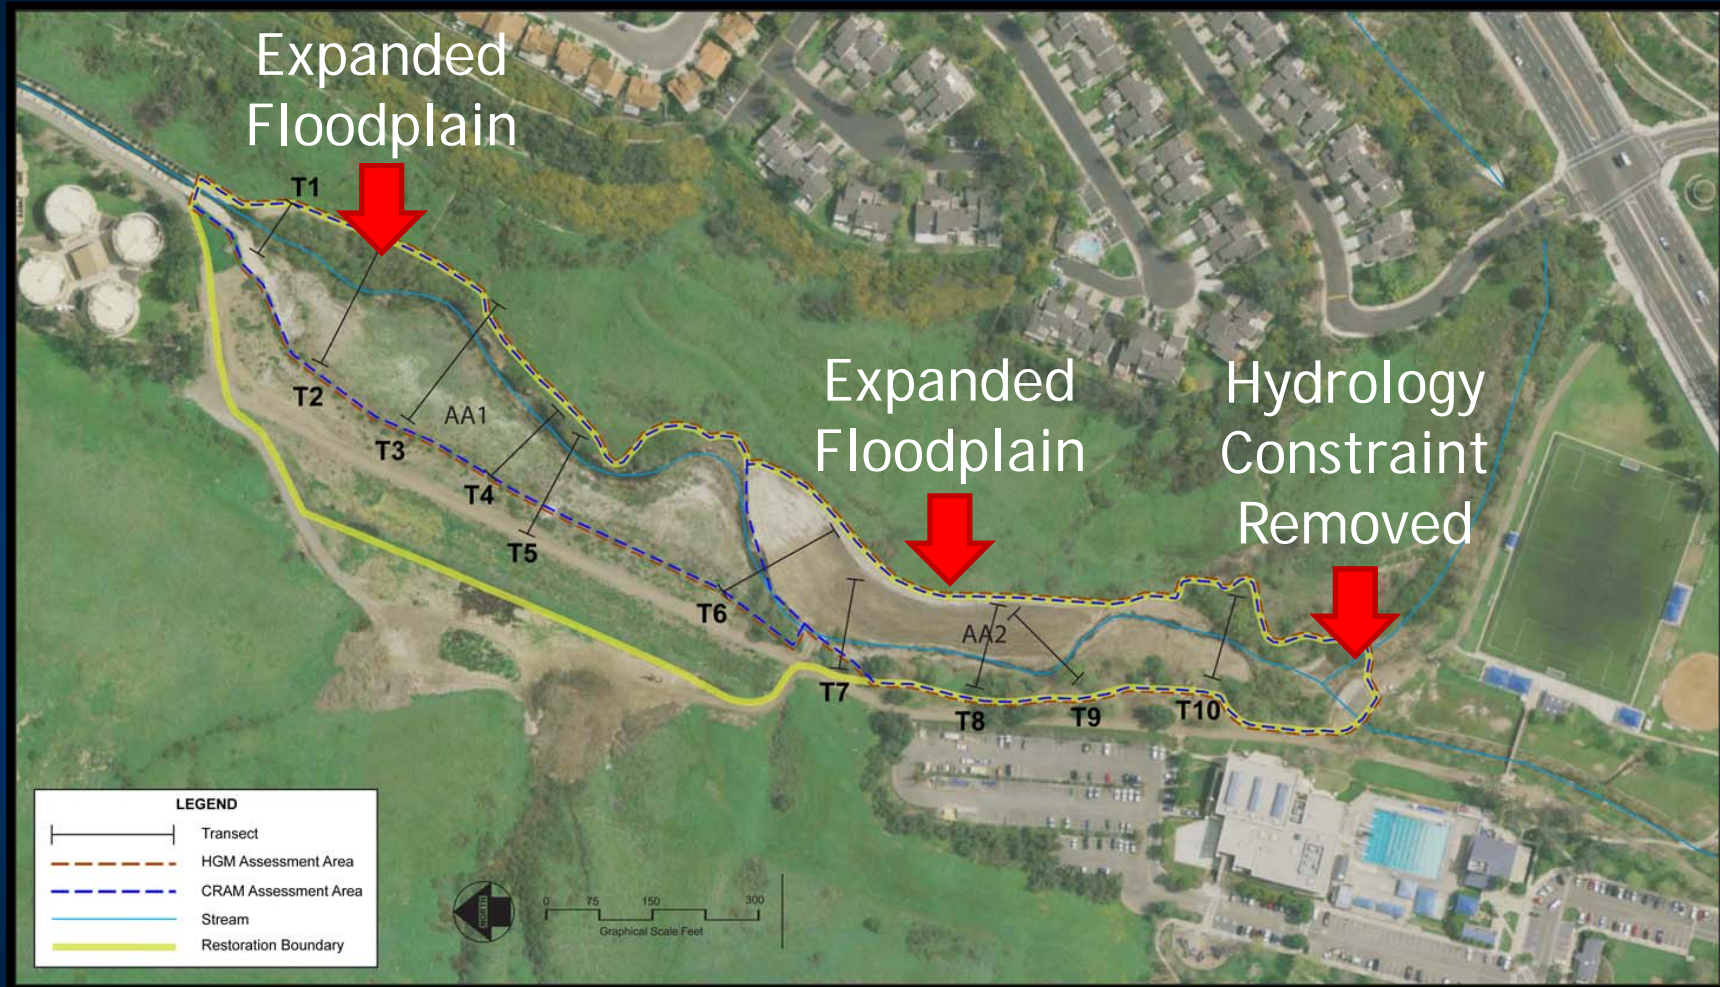 Expanded
Floodplain
T1
T2
AA1
T3
T4
T5
Expanded
Floodplain
Hydrology
Constraint
Removed
T6
AA2
T7
T8
T9
T10
LEGEND
Transect
HGM Assessment Area
CRAM Assessment Area
Stream
Restoration Boundary
NORTH
0 75 150 300
Graphical Scale Feet